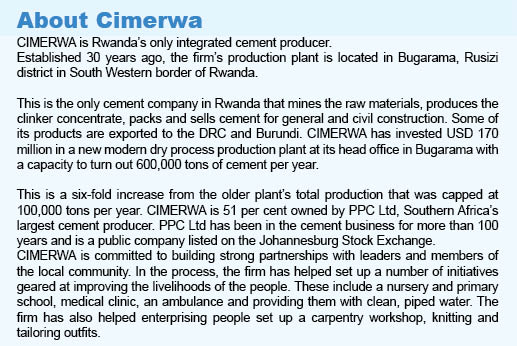 About Cimerwa
CIMERWA is Rwanda's only integrated cement producer.
Established 30 years ago, the firm's production plant is located in Bugarama, Rusizi
district in South Western border of Rwanda.
This is the only cement company in Rwanda that mines the raw materials, produces the
clinker concentrate, packs and sells cement for general and civil construction. Some of
its products are exported to the DRC and Burundi. CIMERWA has invested USD 170
million in a new modern dry process production plant at its head office in Bugarama with
a capacity to turn out 600,000 tons of cement per year.
This is a six-fold increase from the older plant's total production that was capped at
100,000 tons per year. CIMERWA is 51 per cent owned by PPC Ltd, Southern Africa's
largest cement producer. PPC Ltd has been in the cement business for more than 100
years and is a public company listed on the Johannesburg Stock Exchange.
CIMERWA is committed to building strong partnerships with leaders and members of
the local community. In the process, the firm has helped set up a number of initiatives
geared at improving the livelihoods of the people. These include a nursery and primary
school, medical clinic, an ambulance and providing them with clean, piped water. The
firm has also helped enterprising people set up a carpentry workshop, knitting and
tailoring outfits.